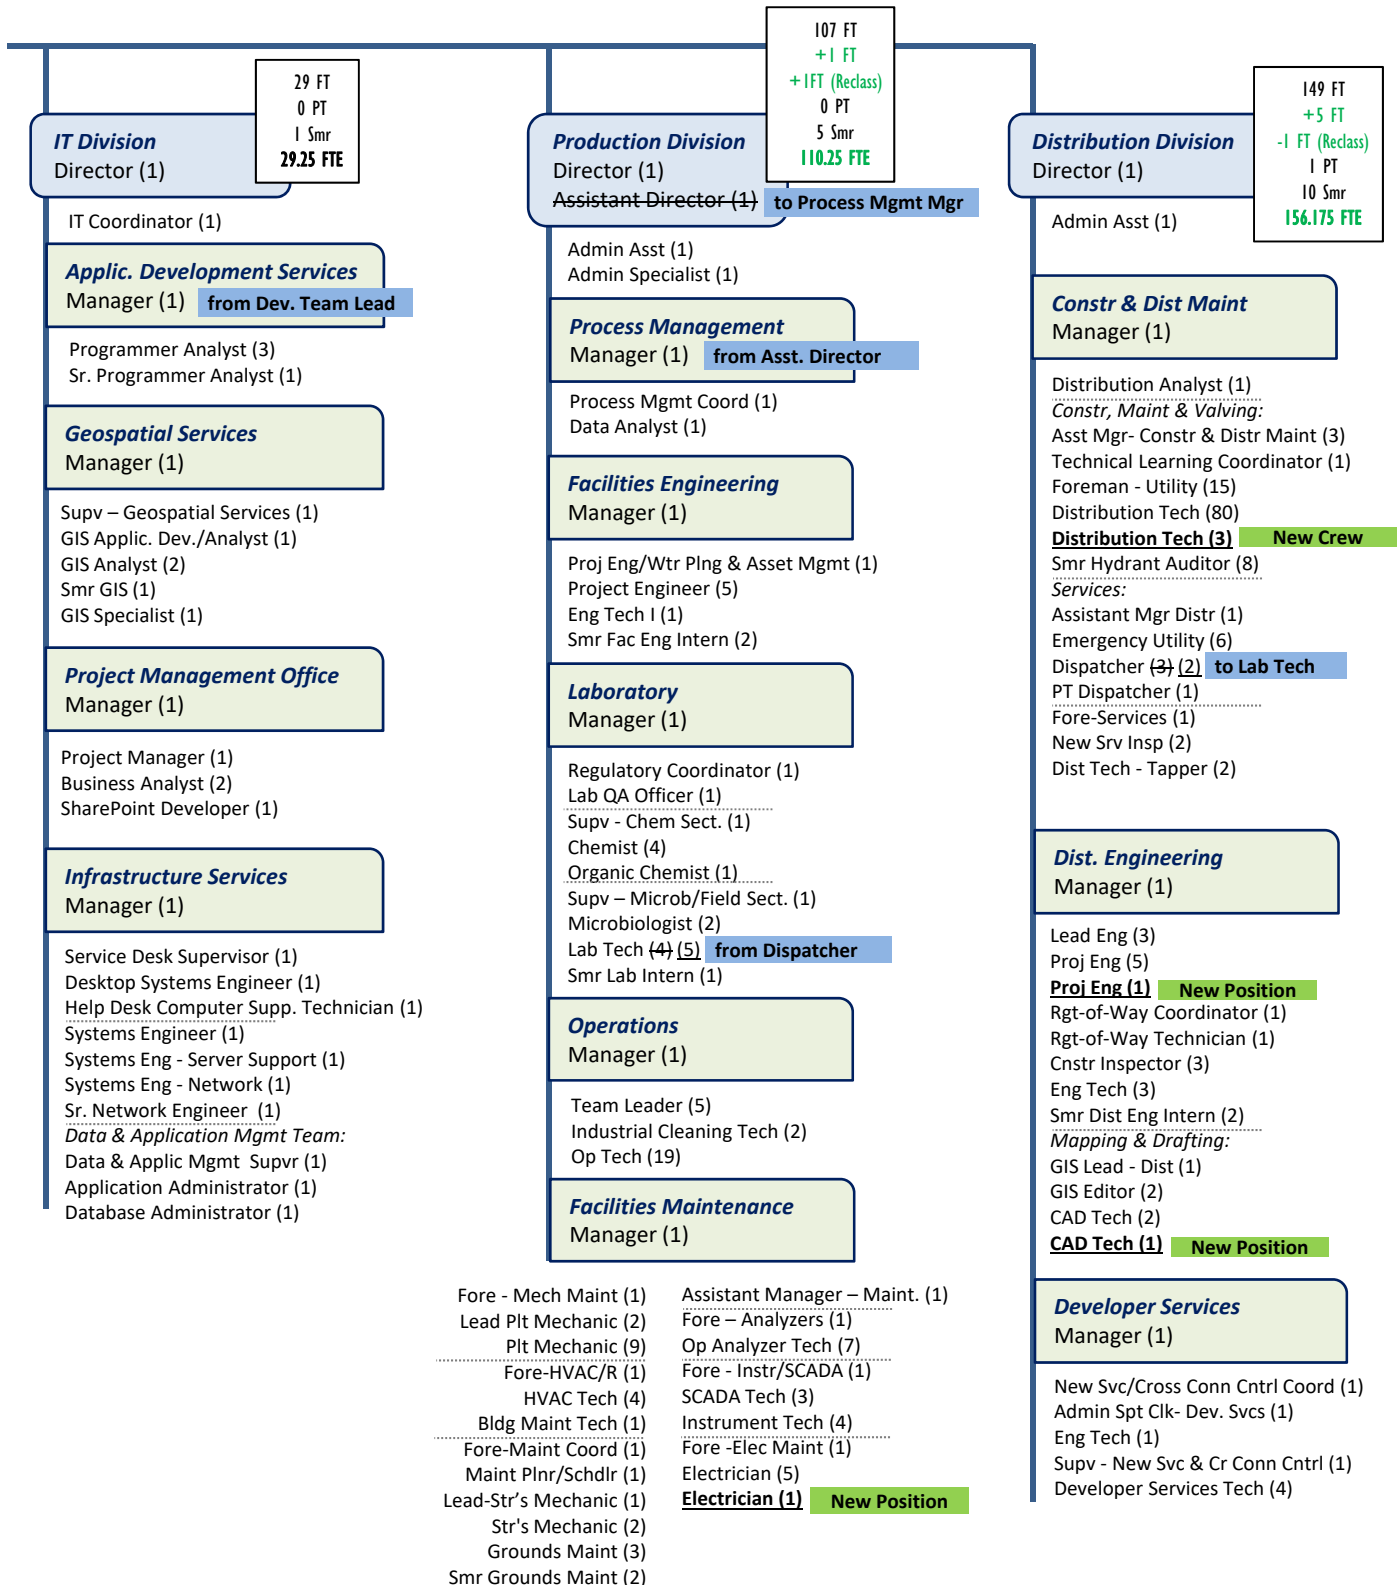 29 FT
0 PT
1 Smr
29.25 FTE
IT Division
Director (1)
IT Coordinator (1)
Applic. Development Services
Manager (1) from Dev. Team Lead
Programmer Analyst (3)
Sr. Programmer Analyst (1)
Geospatial Services
Manager (1)
Supv – Geospatial Services (1)
GIS Applic. Dev./Analyst (1)
GIS Analyst (2)
Smr GIS (1)
GIS Specialist (1)
Project Management Office
Manager (1)
Project Manager (1)
Business Analyst (2)
SharePoint Developer (1)
Infrastructure Services
Manager (1)
Service Desk Supervisor (1)
Desktop Systems Engineer (1)
Help Desk Computer Supp. Technician (1)
Systems Engineer (1)
Systems Eng - Server Support (1)
Systems Eng - Network (1)
Sr. Network Engineer (1)
Data & Application Mgmt Team:
Data & Applic Mgmt Supvr (1)
Application Administrator (1)
Database Administrator (1)
107 FT
+1 FT
+1FT (Reclass)
0 PT
5 Smr
110.25 FTE
Production Division
Director (1)
Assistant Director (1) to Process Mgmt Mgr
Admin Asst (1)
Admin Specialist (1)
Process Management
Manager (1) from Asst. Director
Process Mgmt Coord (1)
Data Analyst (1)
Facilities Engineering
Manager (1)
Proj Eng/Wtr Plng & Asset Mgmt (1)
Project Engineer (5)
Eng Tech I (1)
Smr Fac Eng Intern (2)
Laboratory
Manager (1)
Regulatory Coordinator (1)
Lab QA Officer (1)
Supv - Chem Sect. (1)
Chemist (4)
Organic Chemist (1)
Supv – Microb/Field Sect. (1)
Microbiologist (2)
Lab Tech (4) (5) from Dispatcher
Smr Lab Intern (1)
Operations
Manager (1)
Team Leader (5)
Industrial Cleaning Tech (2)
Op Tech (19)
Facilities Maintenance
Manager (1)
Fore - Mech Maint (1)
Lead Plt Mechanic (2)
Plt Mechanic (9)
Fore-HVAC/R (1)
HVAC Tech (4)
Bldg Maint Tech (1)
Fore-Maint Coord (1)
Maint Plnr/Schdlr (1)
Lead-Str’s Mechanic (1)
Str's Mechanic (2)
Grounds Maint (3)
Smr Grounds Maint (2)
Assistant Manager – Maint. (1)
Fore – Analyzers (1)
Op Analyzer Tech (7)
Fore - Instr/SCADA (1)
SCADA Tech (3)
Instrument Tech (4)
Fore -Elec Maint (1)
Electrician (5)
Electrician (1) New Position
149 FT
+5 FT
-1 FT (Reclass)
1 PT
10 Smr
156.175 FTE
Distribution Division
Director (1)
Admin Asst (1)
Constr & Dist Maint
Manager (1)
Distribution Analyst (1)
Constr, Maint & Valving:
Asst Mgr- Constr & Distr Maint (3)
Technical Learning Coordinator (1)
Foreman - Utility (15)
Distribution Tech (80)
Distribution Tech (3) New Crew
Smr Hydrant Auditor (8)
Services:
Assistant Mgr Distr (1)
Emergency Utility (6)
Dispatcher (3) (2) to Lab Tech
PT Dispatcher (1)
Fore-Services (1)
New Srv Insp (2)
Dist Tech - Tapper (2)
Dist. Engineering
Manager (1)
Lead Eng (3)
Proj Eng (5)
Proj Eng (1) New Position
Rgt-of-Way Coordinator (1)
Rgt-of-Way Technician (1)
Cnstr Inspector (3)
Eng Tech (3)
Smr Dist Eng Intern (2)
Mapping & Drafting:
GIS Lead - Dist (1)
GIS Editor (2)
CAD Tech (2)
CAD Tech (1) New Position
Developer Services
Manager (1)
New Svc/Cross Conn Cntrl Coord (1)
Admin Spt Clk- Dev. Svcs (1)
Eng Tech (1)
Supv - New Svc & Cr Conn Cntrl (1)
Developer Services Tech (4)